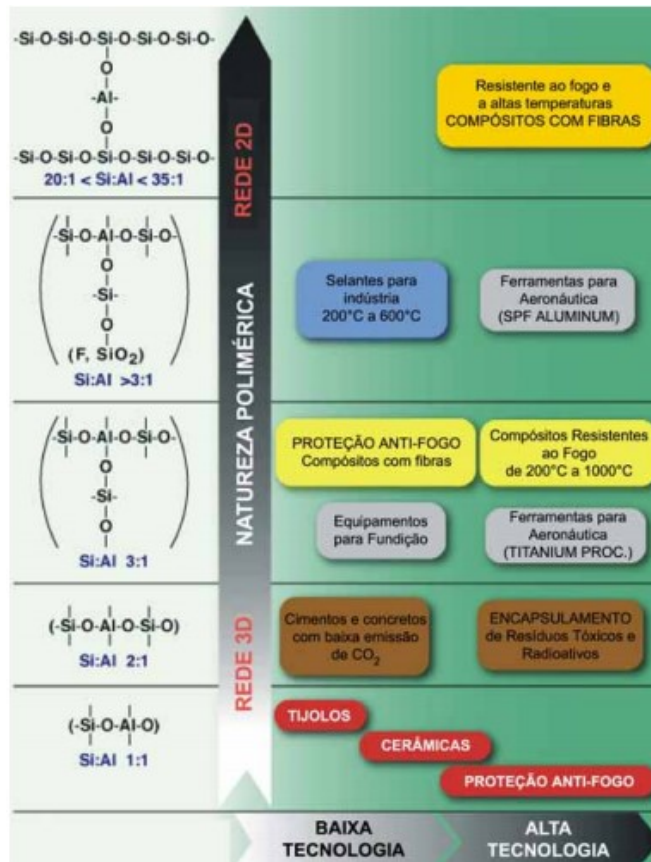 -Si-O-Si-O-Si-O-Si-O-Si-O-
O
-Al-
O
-Si-O-Si-O-Si-O-Si-O-Si-O-
20:1 < Si:Al < 35:1
Resistente ao fogo e
a altas temperaturas
COMPÓSITOS COM FIBRAS
REDE 2D
-Si-O-Al-O-Si-O-
O
-Si-
O
(F, SiO₂)
Si:Al >3:1
Selantes para
indústria
200°C a 600°C
Ferramentas para
Aeronáutica
(SPF ALUMINUM)
NATUREZA POLIMÉRICA
-Si-O-Al-O-Si-O-
O
-Si-
O
Si:Al 3:1
PROTEÇÃO ANTI-FOGO
Compósitos com fibras
Compósitos Resistentes
ao Fogo
de 200°C a 1000°C
Equipamentos
para Fundição
Ferramentas para
Aeronáutica
(TITANIUM PROC.)
REDE 3D
(-Si-O-Al-O-Si-O)
Si:Al 2:1
Cimentos e concretos
com baixa emissão
de CO₂
ENCAPSULAMENTO
de Resíduos Tóxicos e
Radioativos
(-Si-O-Al-O)
Si:Al 1:1
TIJOLOS
CERÂMICAS
PROTEÇÃO ANTI-FOGO
BAIXA
TECNOLOGIA
ALTA
TECNOLOGIA